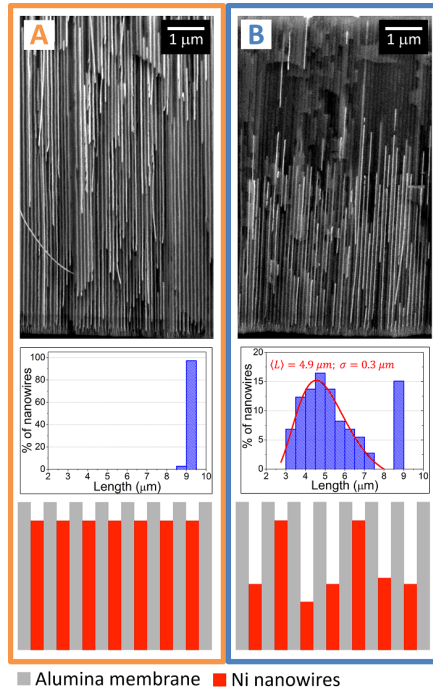 A
1 μm
B
1 μm
% of nanowires
100
80
60
40
20
0
2 3 4 5 6 7 8 9 10
Length (μm)
% of nanowires
20
15
10
5
0
⟨L⟩ = 4.9 μm; σ = 0.3 μm
2 3 4 5 6 7 8 9 10
Length (μm)
Alumina membrane Ni nanowires